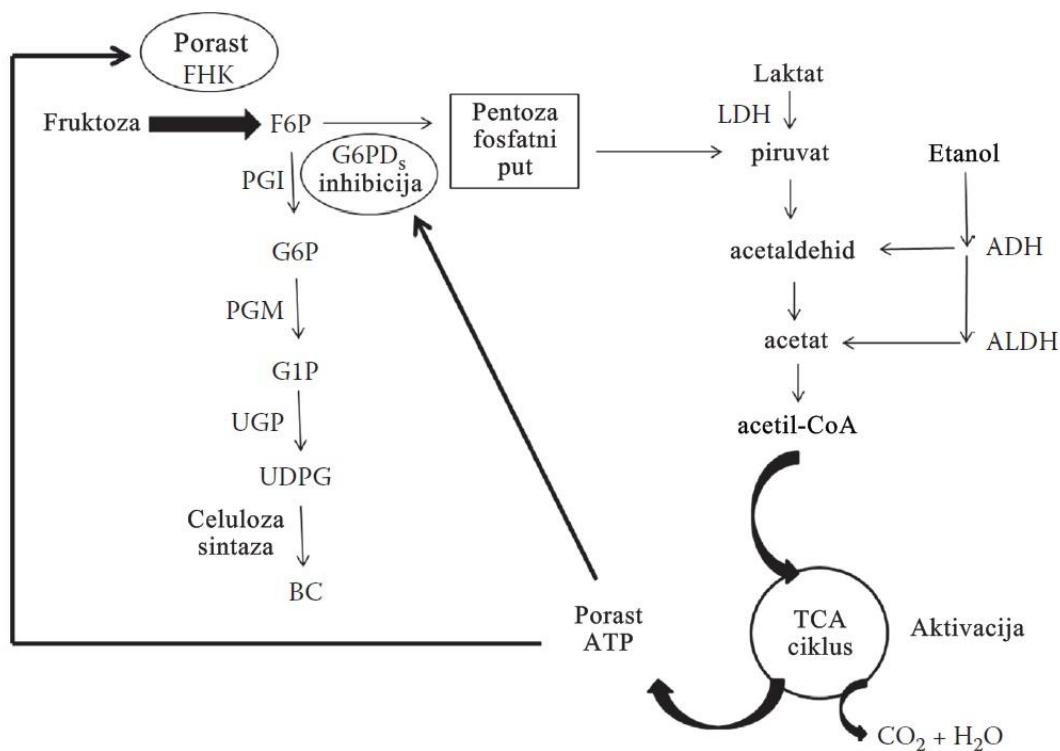 Porast
FHK
Fruktoza
F6P
G6PDₛ
inhibicija
Pentoza
fosfatni
put
PGI
G6P
PGM
G1P
UGP
UDPG
Celuloza
sintaza
BC
Laktat
LDH
piruvat
Etanol
acetaldehid
ADH
acetat
ALDH
acetil-CoA
TCA
ciklus
Aktivacija
Porast
ATP
CO₂ + H₂O